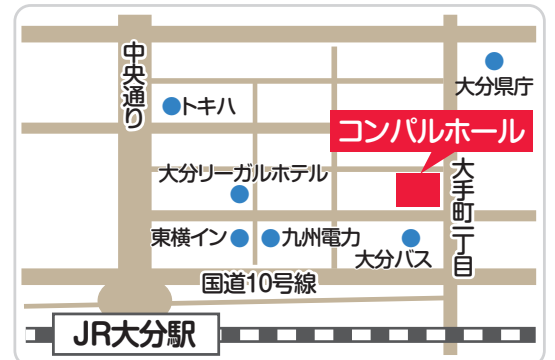 中央通り
大分県庁
トキハ
コンパルホール
大分リーガルホテル
大手町一丁目
東横イン
九州電力
大分バス
国道10号線
JR大分駅